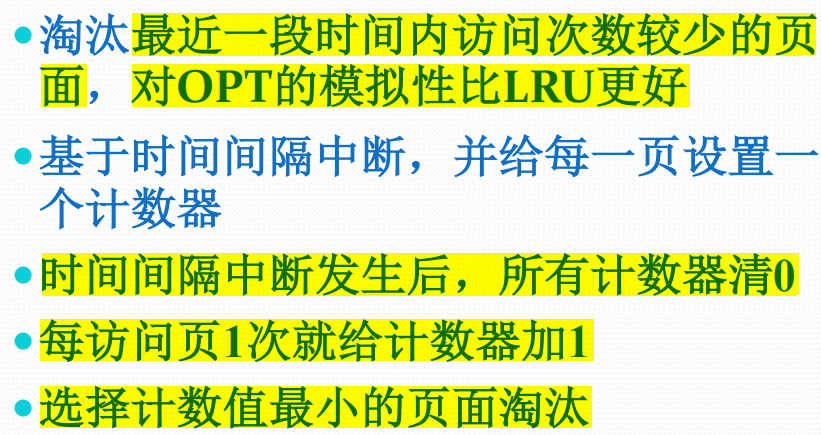 ●淘汰最近一段时间内访问次数较少的页
面，对OPT的模拟性比LRU更好
●基于时间间隔中断，并给每一页设置一
个计数器
●时间间隔中断发生后，所有计数器清0
●每访问页1次就给计数器加1
●选择计数值最小的页面淘汰